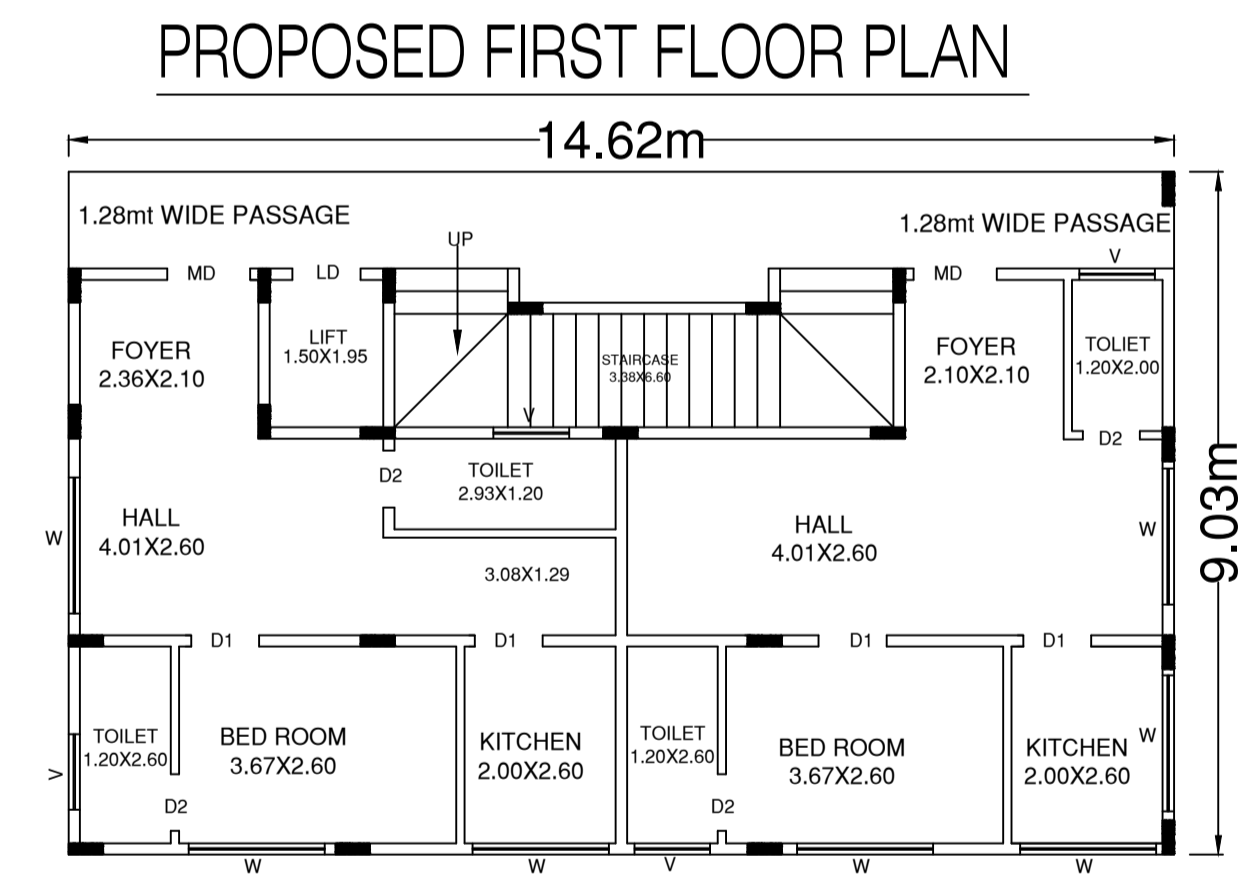 PROPOSED FIRST FLOOR PLAN
14.62m
1.28mt WIDE PASSAGE
1.28mt WIDE PASSAGE
UP
V
MD
LD
MD
FOYER
2.36X2.10
LIFT
1.50X1.95
STAIRCASE
3.38X6.60
FOYER
2.10X2.10
TOLIET
1.20X2.00
V
D2
D2
TOILET
2.93X1.20
9.03m
W
HALL
4.01X2.60
HALL
4.01X2.60
W
3.08X1.29
D1
D1
D1
D1
TOILET
1.20X2.60
BED ROOM
3.67X2.60
KITCHEN
2.00X2.60
TOILET
1.20X2.60
BED ROOM
3.67X2.60
KITCHEN
2.00X2.60
W
V
D2
D2
W
W
V
W
W